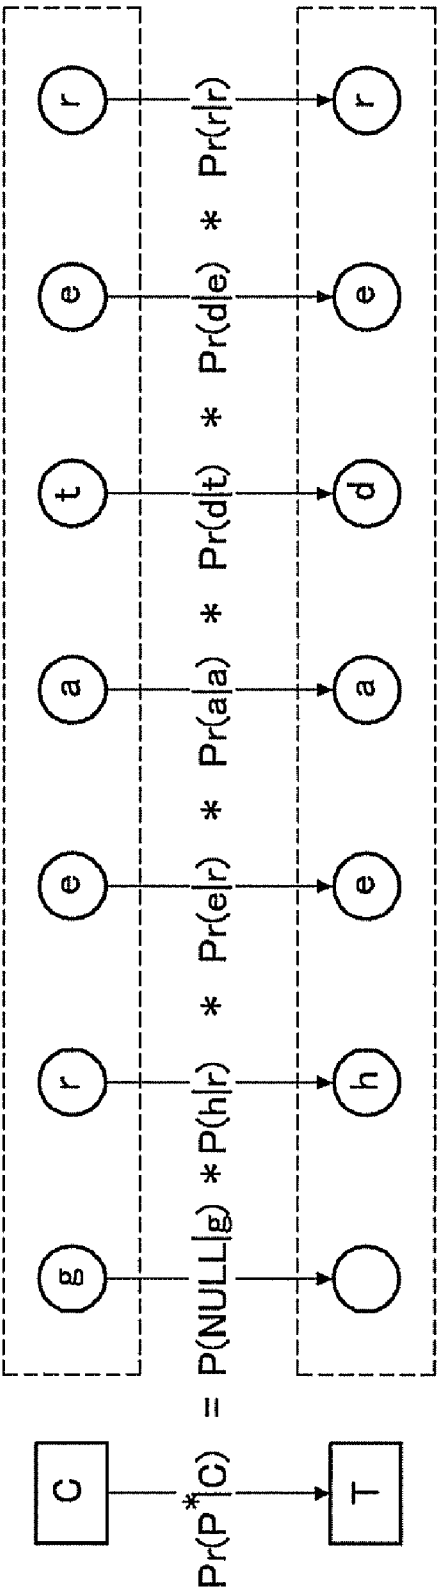 C g r e a t e r
Pr(P*|C) = P(NULL|g) * P(h|r) * Pr(e|r) * Pr(a|a) * Pr(d|t) * Pr(d|e) * Pr(r|r)
T h e a d e r